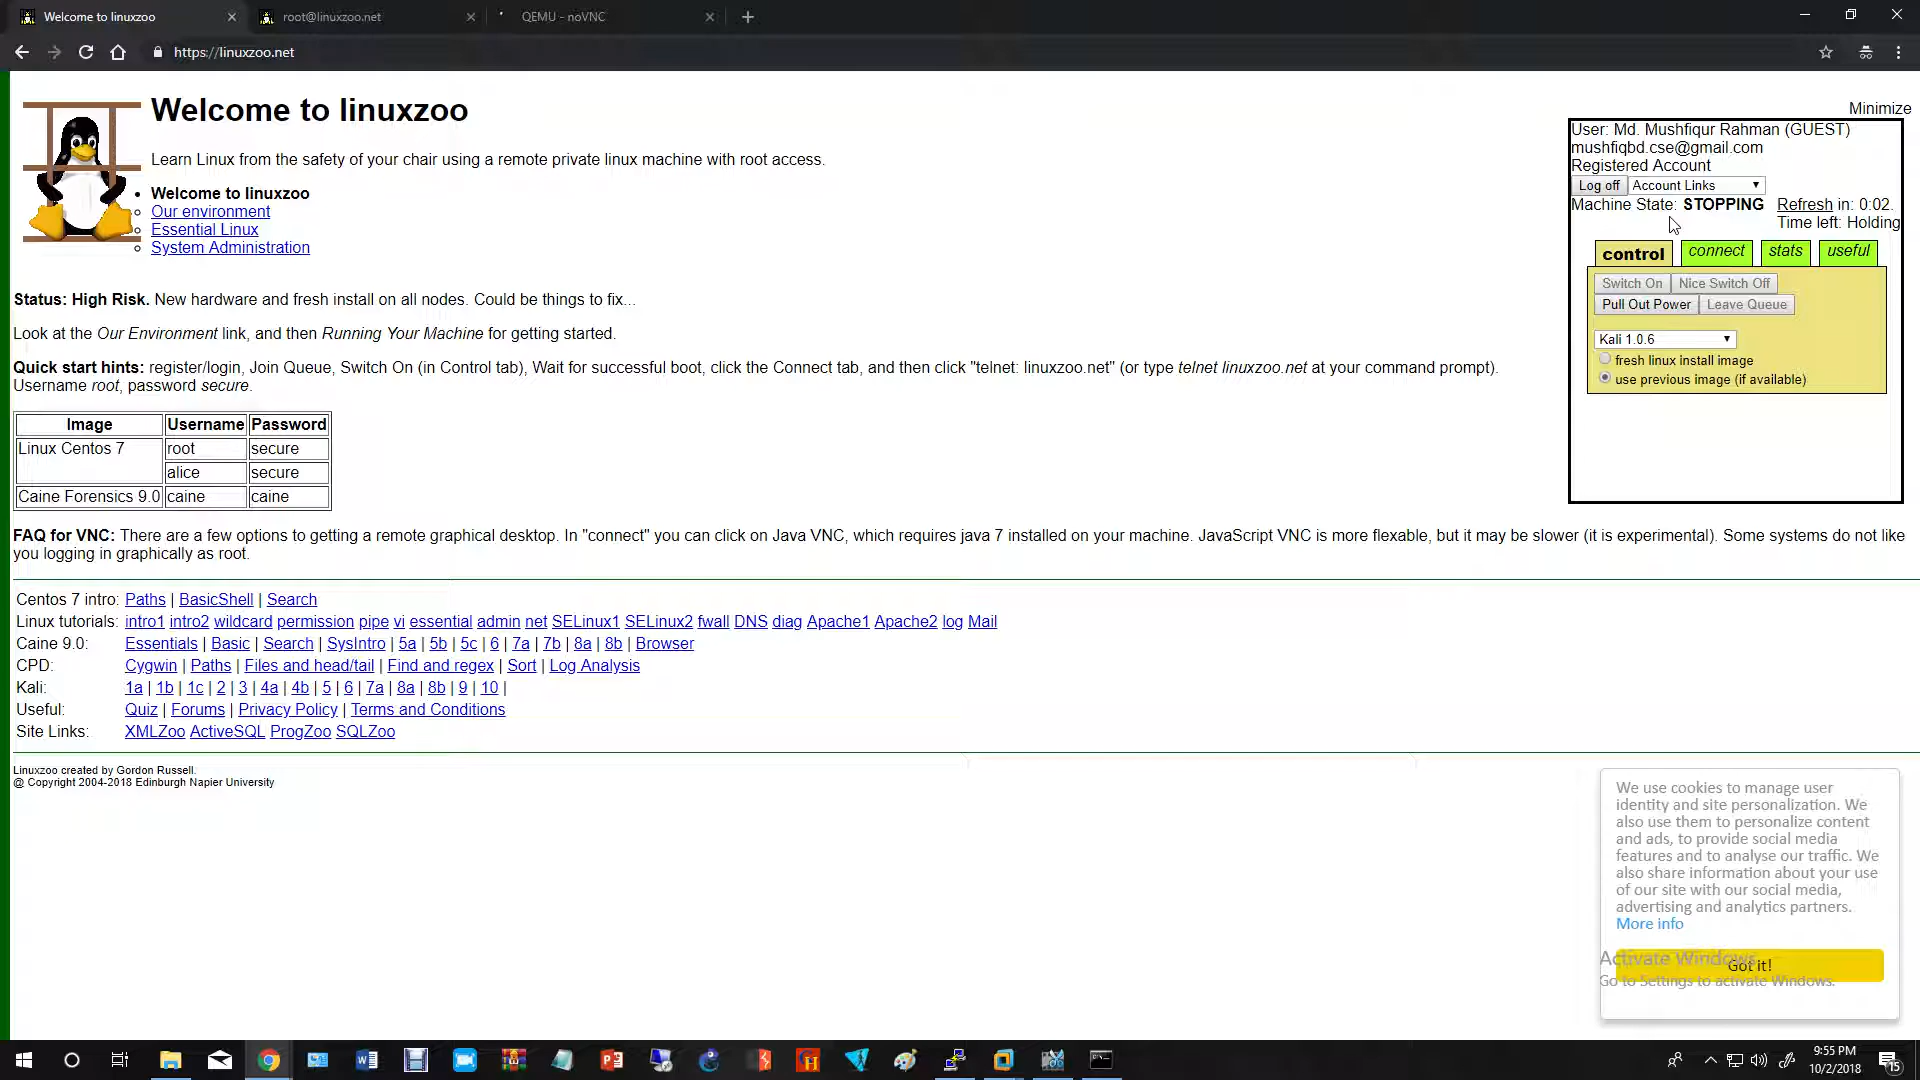 Welcome to linuxzoo
root@linuxzoo.net
QEMU - noVNC
https://linuxzoo.net
Welcome to linuxzoo
Learn Linux from the safety of your chair using a remote private linux machine with root access.
Welcome to linuxzoo
Our environment
Essential Linux
System Administration
Minimize
User: Md. Mushfiqur Rahman (GUEST)
mushfiqbd.cse@gmail.com
Registered Account
Log off Account Links
Machine State: STOPPING Refresh in: 0:02.
Time left: Holding
control connect stats useful
Switch On Nice Switch Off
Pull Out Power Leave Queue
Kali 1.0.6
fresh linux install image
use previous image (if available)
Status: High Risk. New hardware and fresh install on all nodes. Could be things to fix...
Look at the Our Environment link, and then Running Your Machine for getting started.
Quick start hints: register/login, Join Queue, Switch On (in Control tab), Wait for successful boot, click the Connect tab, and then click "telnet: linuxzoo.net" (or type telnet linuxzoo.net at your command prompt).
Username root, password secure.
Image Username Password
Linux Centos 7 root secure
alice secure
Caine Forensics 9.0 caine caine
FAQ for VNC: There are a few options to getting a remote graphical desktop. In "connect" you can click on Java VNC, which requires java 7 installed on your machine. JavaScript VNC is more flexable, but it may be slower (it is experimental). Some systems do not like
you logging in graphically as root.
Centos 7 intro: Paths | BasicShell | Search
Linux tutorials: intro1 intro2 wildcard permission pipe vi essential admin net SELinux1 SELinux2 fwall DNS diag Apache1 Apache2 log Mail
Caine 9.0: Essentials | Basic | Search | SysIntro | 5a | 5b | 5c | 6 | 7a | 7b | 8a | 8b | Browser
CPD: Cygwin | Paths | Files and head/tail | Find and regex | Sort | Log Analysis
Kali: 1a | 1b | 1c | 2 | 3 | 4a | 4b | 5 | 6 | 7a | 8a | 8b | 9 | 10 |
Useful: Quiz | Forums | Privacy Policy | Terms and Conditions
Site Links: XMLZoo ActiveSQL ProgZoo SQLZoo
Linuxzoo created by Gordon Russell.
@ Copyright 2004-2018 Edinburgh Napier University
We use cookies to manage user
identity and site personalization. We
also use them to personalize content
and ads, to provide social media
features and to analyse our traffic. We
also share information about your use
of our site with our social media,
advertising and analytics partners.
More info
Activate Windows
Got it!
Go to Settings to activate Windows.
9:55 PM
10/2/2018
15